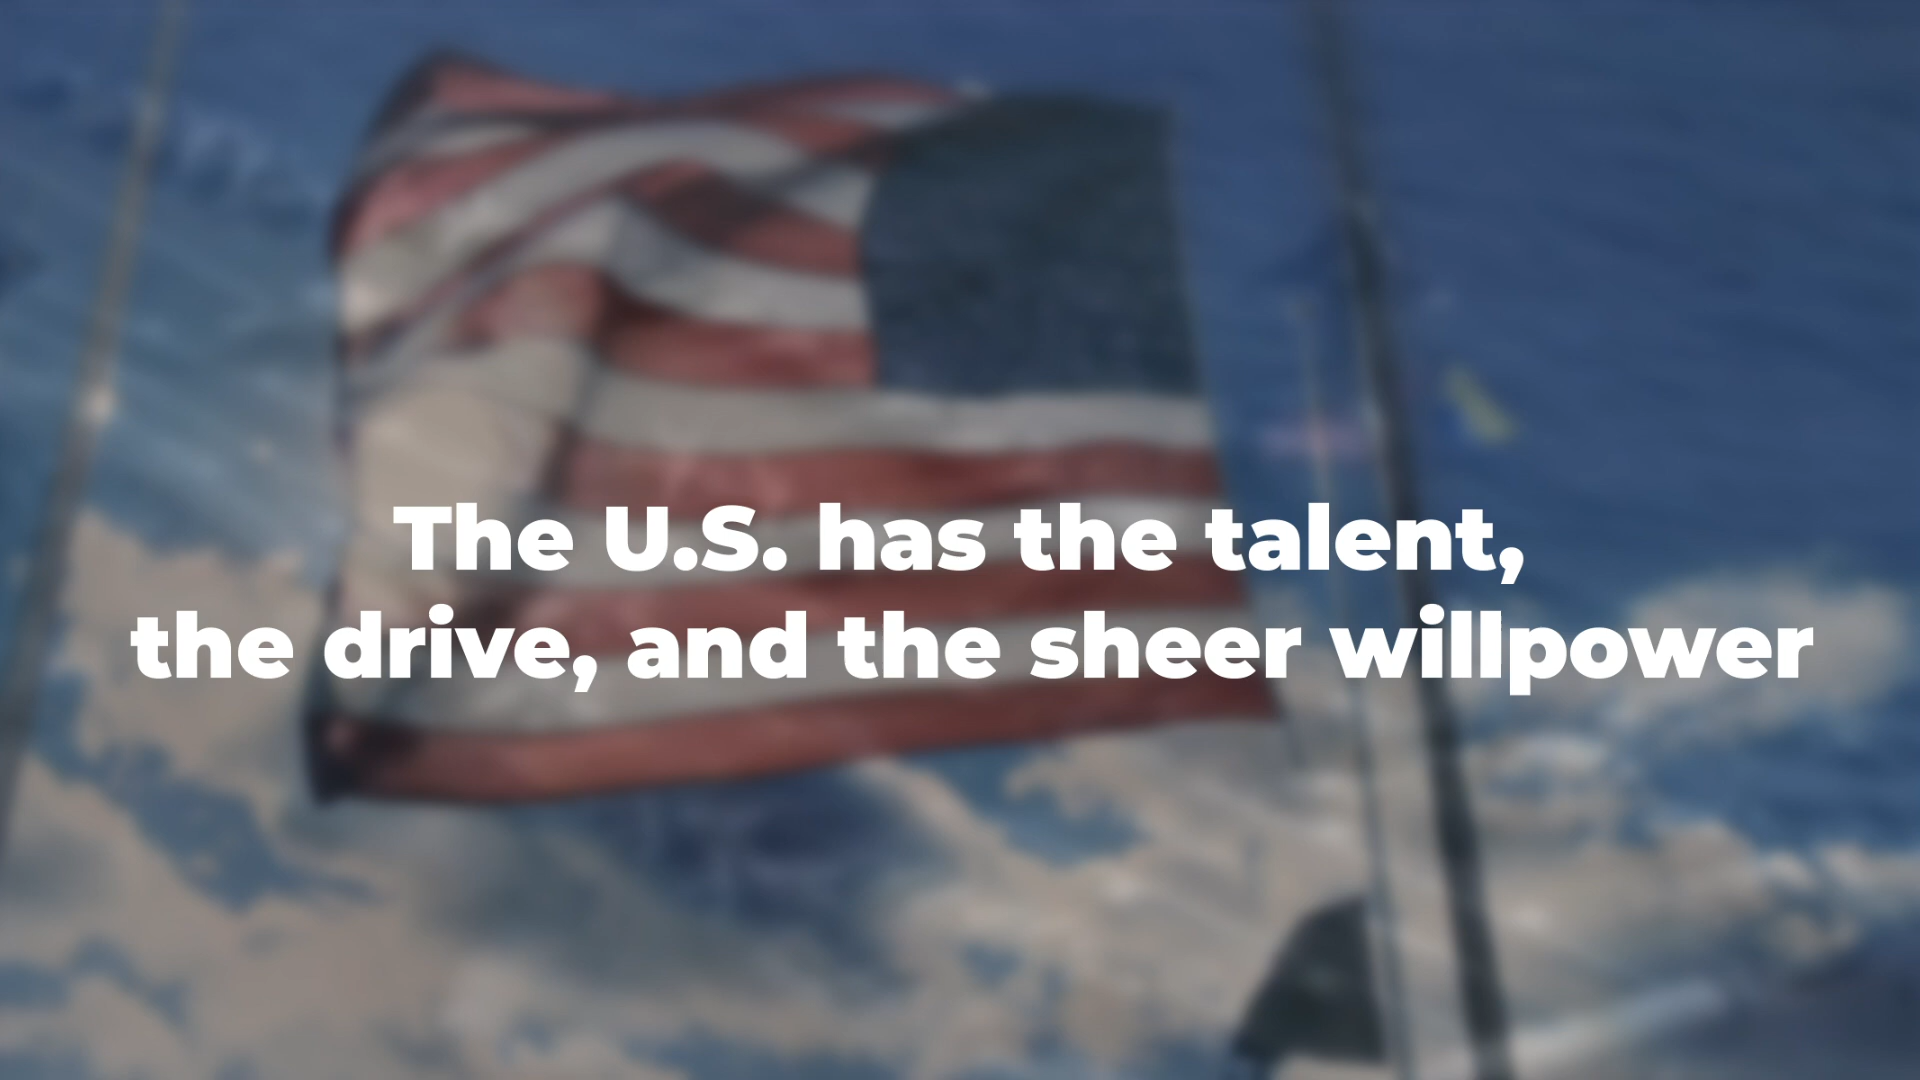 The U.S. has the talent,
the drive, and the sheer willpower